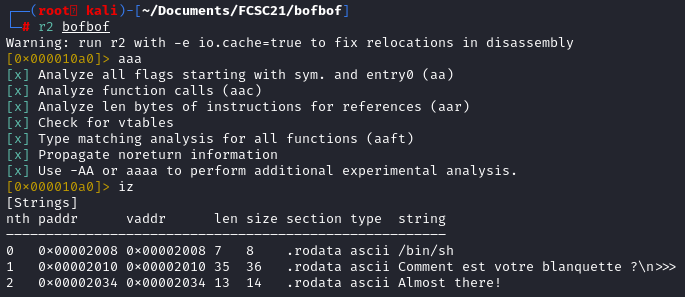 (root kali)-[~/Documents/FCSC21/bofbof]
# r2 bofbof
Warning: run r2 with -e io.cache=true to fix relocations in disassembly
[0×000010a0]> aaa
[x] Analyze all flags starting with sym. and entry0 (aa)
[x] Analyze function calls (aac)
[x] Analyze len bytes of instructions for references (aar)
[x] Check for vtables
[x] Type matching analysis for all functions (aaft)
[x] Propagate noreturn information
[x] Use -AA or aaaa to perform additional experimental analysis.
[0×000010a0]> iz
[Strings]
nth paddr vaddr len size section type string
0 0×00002008 0×00002008 7 8 .rodata ascii /bin/sh
1 0×00002010 0×00002010 35 36 .rodata ascii Comment est votre blanquette ?\n>>>
2 0×00002034 0×00002034 13 14 .rodata ascii Almost there!